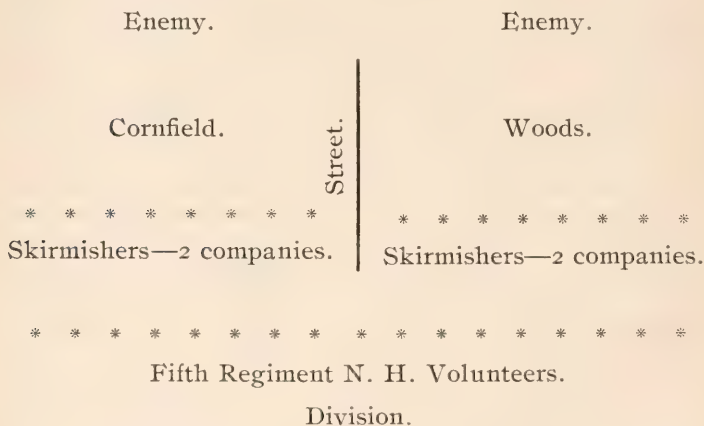 Enemy. Enemy.
Cornfield. Street. Woods.
* * * * * * * * * * * * * * * *
Skirmishers—2 companies. Skirmishers—2 companies.
* * * * * * * * * * * * * * * * *
Fifth Regiment N. H. Volunteers.
Division.